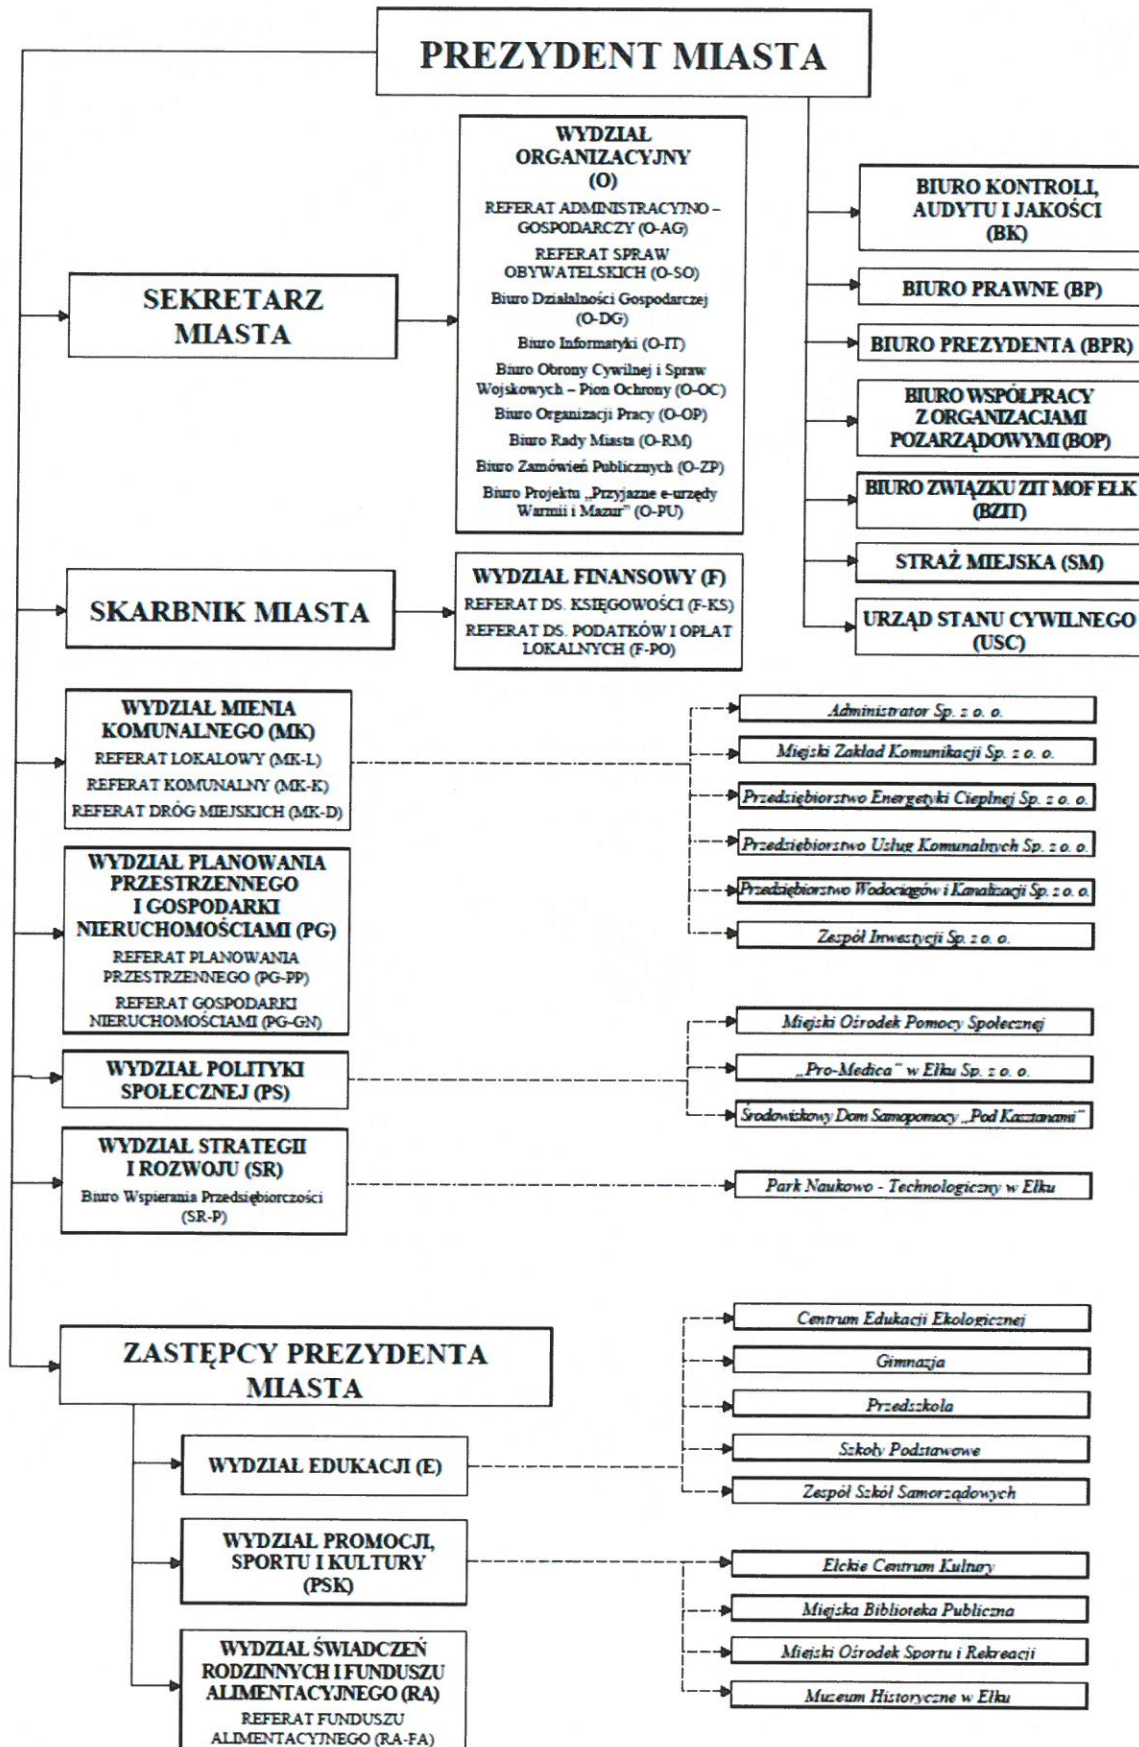 PREZYDENT MIASTA
WYDZIAŁ
ORGANIZACYJNY
(O)
REFERAT ADMINISTRACYJNO –
GOSPODARCZY (O-AG)
REFERAT SPRAW
OBYWATELSKICH (O-SO)
Biuro Działalności Gospodarczej
(O-DG)
Biuro Informatyki (O-IT)
Biuro Obrony Cywilnej i Spraw
Wojskowych – Pion Ochrony (O-OC)
Biuro Organizacji Pracy (O-OP)
Biuro Rady Miasta (O-RM)
Biuro Zamówień Publicznych (O-ZP)
Biuro Projektu „Przyjazne e-urzędy
Warmii i Mazur” (O-PU)
BIURO KONTROLI,
AUDYTU I JAKOŚCI
(BK)
BIURO PRAWNE (BP)
BIURO PREZYDENTA (BPR)
BIURO WSPÓŁPRACY
Z ORGANIZACJAMI
POZARZĄDOWYMI (BOP)
BIURO ZWIĄZKU ZIT MOF EŁK
(BZIT)
STRAŻ MIEJSKA (SM)
URZĄD STANU CYWILNEGO
(USC)
SEKRETARZ
MIASTA
SKARBNIK MIASTA
WYDZIAŁ FINANSOWY (F)
REFERAT DS. KSIĘGOWOŚCI (F-KS)
REFERAT DS. PODATKÓW I OPŁAT
LOKALNYCH (F-PO)
WYDZIAŁ MIENIA
KOMUNALNEGO (MK)
REFERAT LOKALOWY (MK-L)
REFERAT KOMUNALNY (MK-K)
REFERAT DRÓG MIEJSKICH (MK-D)
Administrator Sp. z o. o.
Miejski Zakład Komunikacji Sp. z o. o.
Przedsiębiorstwo Energetyki Cieplnej Sp. z o. o.
Przedsiębiorstwo Usług Komunalnych Sp. z o. o.
Przedsiębiorstwo Wodociągów i Kanalizacji Sp. z o. o.
Zespół Inwestycji Sp. z o. o.
WYDZIAŁ PLANOWANIA
PRZESTRZENNEGO
I GOSPODARKI
NIERUCHOMOŚCIAMI (PG)
REFERAT PLANOWANIA
PRZESTRZENNEGO (PG-PP)
REFERAT GOSPODARKI
NIERUCHOMOŚCIAMI (PG-GN)
WYDZIAŁ POLITYKI
SPOŁECZNEJ (PS)
Miejski Ośrodek Pomocy Społecznej
„Pro-Medica” w Ełku Sp. z o. o.
Środowiskowy Dom Samopomocy „Pod Kasztanami”
WYDZIAŁ STRATEGII
I ROZWOJU (SR)
Biuro Wspierania Przedsiębiorczości
(SR-P)
Park Naukowo - Technologiczny w Ełku
ZASTĘPCY PREZYDENTA
MIASTA
WYDZIAŁ EDUKACJI (E)
Centrum Edukacji Ekologicznej
Gimnazja
Przedszkola
Szkoły Podstawowe
Zespół Szkół Samorządowych
WYDZIAŁ PROMOCJI,
SPORTU I KULTURY
(PSK)
Ełckie Centrum Kultury
Miejska Biblioteka Publiczna
Miejski Ośrodek Sportu i Rekreacji
Muzeum Historyczne w Ełku
WYDZIAŁ ŚWIADCZEŃ
RODZINNYCH I FUNDUSZU
ALIMENTACYJNEGO (RA)
REFERAT FUNDUSZU
ALIMENTACYJNEGO (RA-FA)